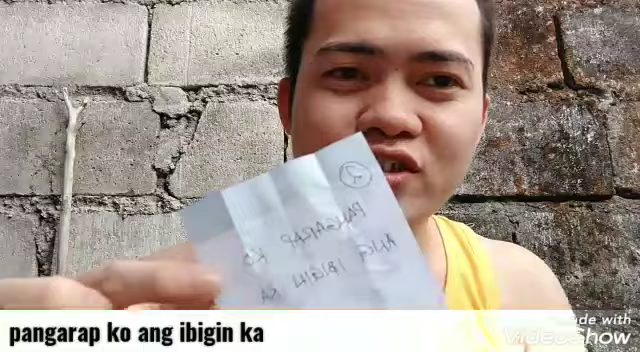 2
PANGARAP KO
ANG IBIGIN KA
pangarap ko ang ibigin ka
Made with
VideoShow